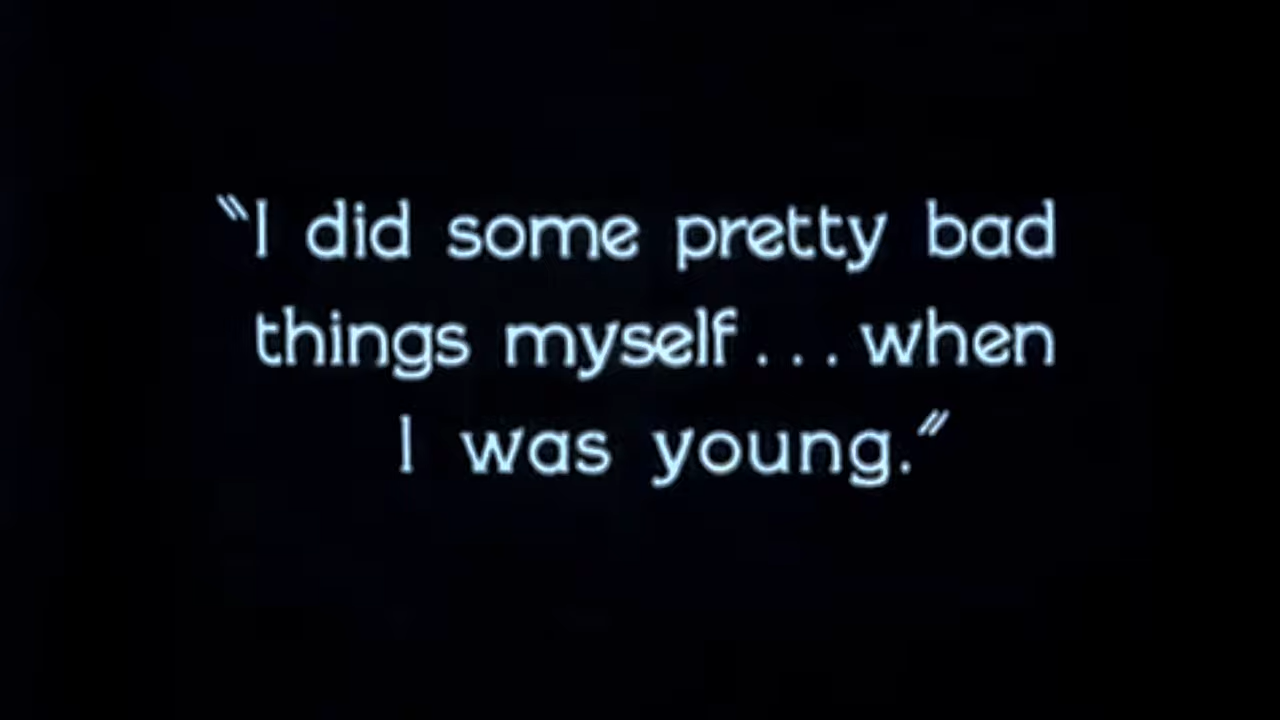 “I did some pretty bad
things myself... when
I was young.”